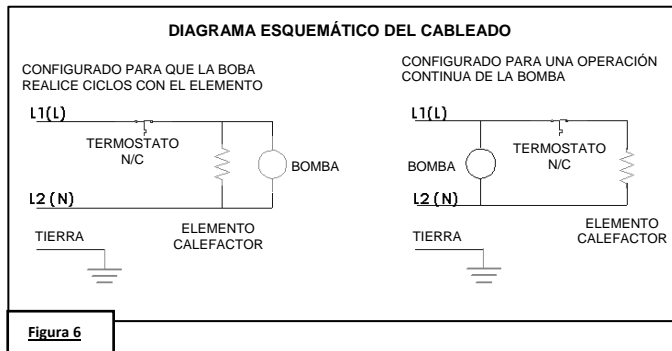 DIAGRAMA ESQUEMÁTICO DEL CABLEADO
CONFIGURADO PARA QUE LA BOBA
REALICE CICLOS CON EL ELEMENTO
L1(L)
TERMOSTATO
N/C
BOMBA
L2 (N)
TIERRA
ELEMENTO
CALEFACTOR
CONFIGURADO PARA UNA OPERACIÓN
CONTINUA DE LA BOMBA
L1(L)
TERMOSTATO
N/C
BOMBA
L2 (N)
TIERRA
ELEMENTO
CALEFACTOR
Figura 6